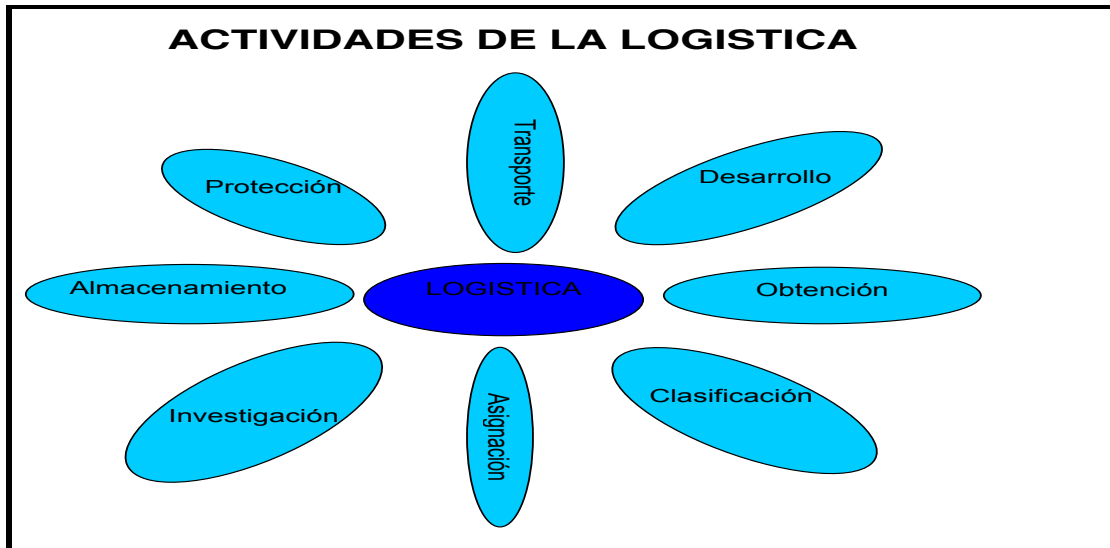 ACTIVIDADES DE LA LOGISTICA
Transporte
Protección
Desarrollo
Almacenamiento
LOGISTICA
Obtención
Investigación
Asignación
Clasificación